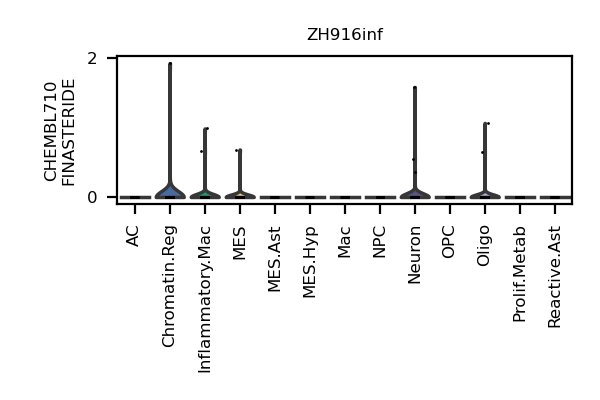 ZH916inf
CHEMBL710
FINASTERIDE
2
0
AC
Chromatin.Reg
Inflammatory.Mac
MES
MES.Ast
MES.Hyp
Mac
NPC
Neuron
OPC
Oligo
Prolif.Metab
Reactive.Ast